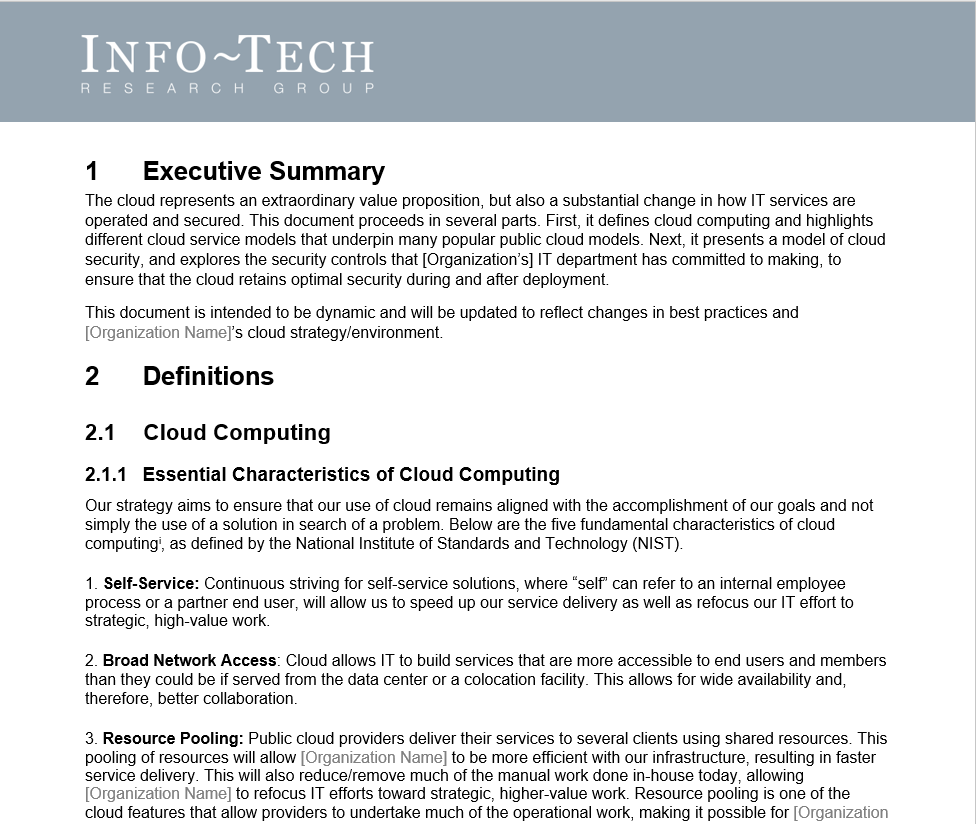 INFO~TECH
RESEARCH GROUP
1 Executive Summary
The cloud represents an extraordinary value proposition, but also a substantial change in how IT services are
operated and secured. This document proceeds in several parts. First, it defines cloud computing and highlights
different cloud service models that underpin many popular public cloud models. Next, it presents a model of cloud
security, and explores the security controls that [Organization’s] IT department has committed to making, to
ensure that the cloud retains optimal security during and after deployment.
This document is intended to be dynamic and will be updated to reflect changes in best practices and
[Organization Name]’s cloud strategy/environment.
2 Definitions
2.1 Cloud Computing
2.1.1 Essential Characteristics of Cloud Computing
Our strategy aims to ensure that our use of cloud remains aligned with the accomplishment of our goals and not
simply the use of a solution in search of a problem. Below are the five fundamental characteristics of cloud
computingⁱ, as defined by the National Institute of Standards and Technology (NIST).
1. Self-Service: Continuous striving for self-service solutions, where “self” can refer to an internal employee
process or a partner end user, will allow us to speed up our service delivery as well as refocus our IT effort to
strategic, high-value work.
2. Broad Network Access: Cloud allows IT to build services that are more accessible to end users and members
than they could be if served from the data center or a colocation facility. This allows for wide availability and,
therefore, better collaboration.
3. Resource Pooling: Public cloud providers deliver their services to several clients using shared resources. This
pooling of resources will allow [Organization Name] to be more efficient with our infrastructure, resulting in faster
service delivery. This will also reduce/remove much of the manual work done in-house today, allowing
[Organization Name] to refocus IT efforts toward strategic, higher-value work. Resource pooling is one of the
cloud features that allow providers to undertake much of the operational work, making it possible for [Organization